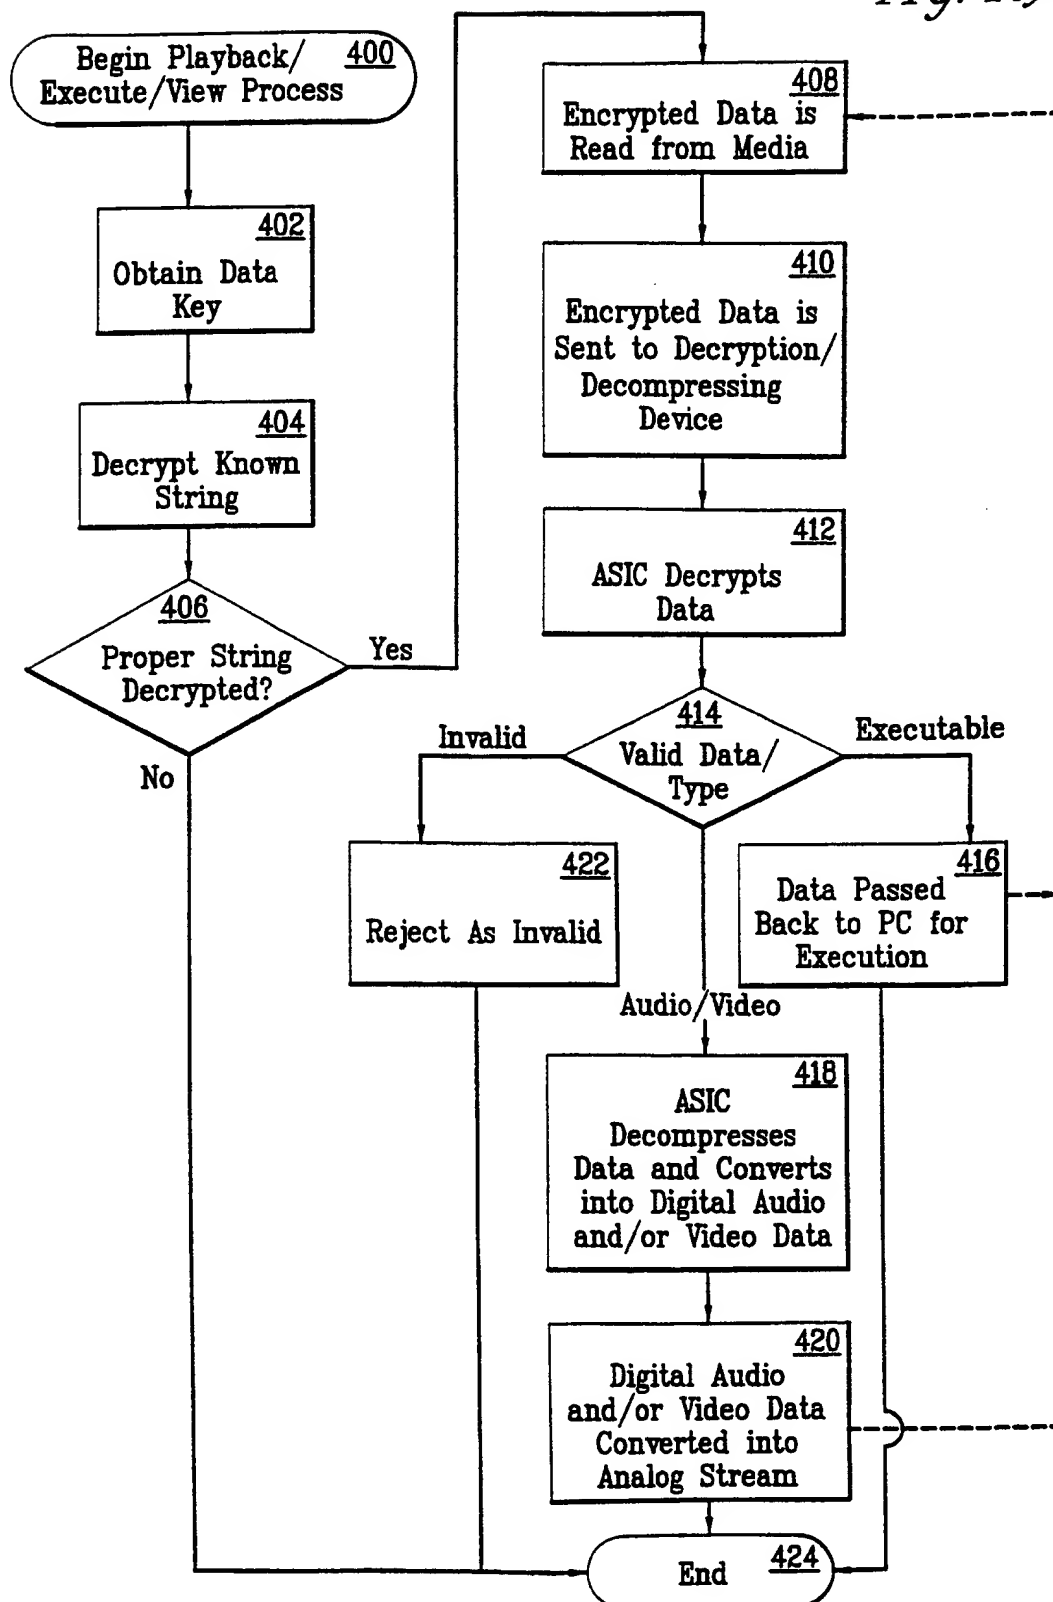 Begin Playback/ 400
Execute/View Process
402
Obtain Data
Key
404
Decrypt Known
String
406
Proper String
Decrypted?
Yes
No
408
Encrypted Data is
Read from Media
410
Encrypted Data is
Sent to Decryption/
Decompressing
Device
412
ASIC Decrypts
Data
414
Valid Data/
Type
Invalid
Executable
422
Reject As Invalid
416
Data Passed
Back to PC for
Execution
Audio/Video
418
ASIC
Decompresses
Data and Converts
into Digital Audio
and/or Video Data
420
Digital Audio
and/or Video Data
Converted into
Analog Stream
End 424